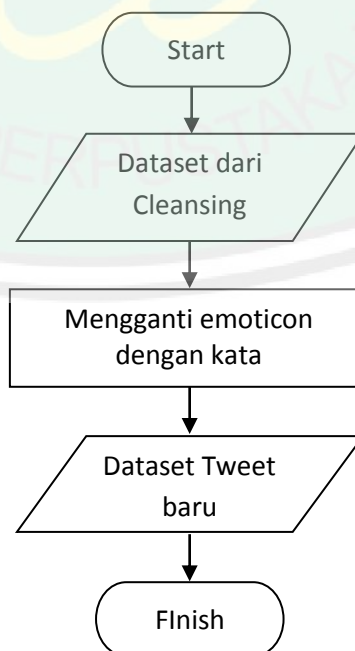 Start
Dataset dari
Cleansing
Mengganti emoticon
dengan kata
Dataset Tweet
baru
FInish